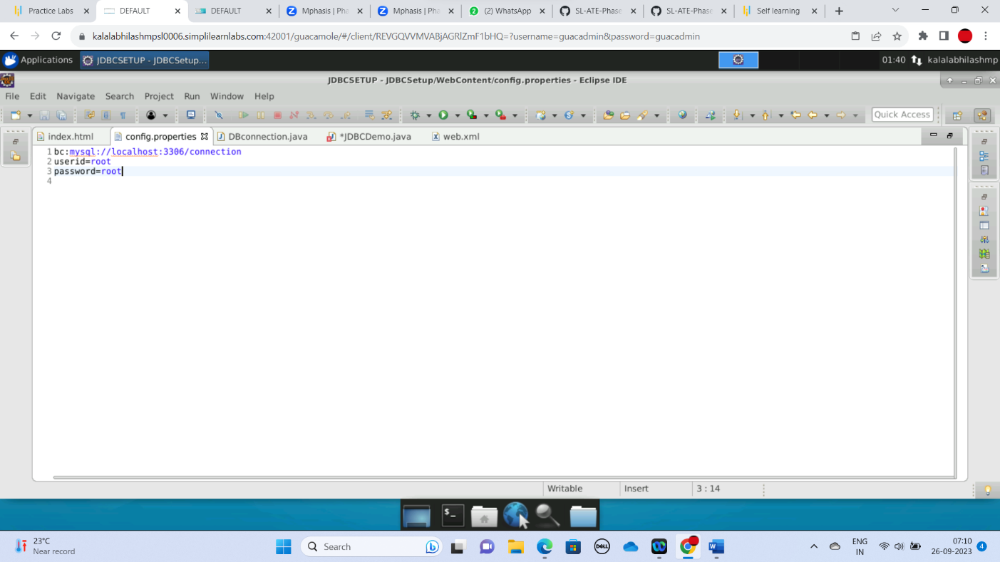 Practice Labs
DEFAULT
DEFAULT
Mphasis | Pha
Mphasis | Pha
(2) WhatsApp
SL-ATE-Phase
SL-ATE-Phase
Self learning
kalalabhilashmpsl0006.simplilearnlabs.com:42001/guacamole/#/client/REVGQVVMVABjAGRlZmF1bHQ=?username=guacadmin&password=guacadmin
Applications
JDBCSETUP - JDBCSetup...
01:40
kalalabhilashmp
JDBCSETUP - JDBCSetup/WebContent/config.properties - Eclipse IDE
File Edit Navigate Search Project Run Window Help
Quick Access
index.html
config.properties
DBconnection.java
*JDBCDemo.java
web.xml
1 bc:mysql://localhost:3306/connection
2 userid=root
3 password=root
4
Writable
Insert
3 : 14
$_
23°C
Near record
Search
DELL
ENG
IN
07:10
26-09-2023
4